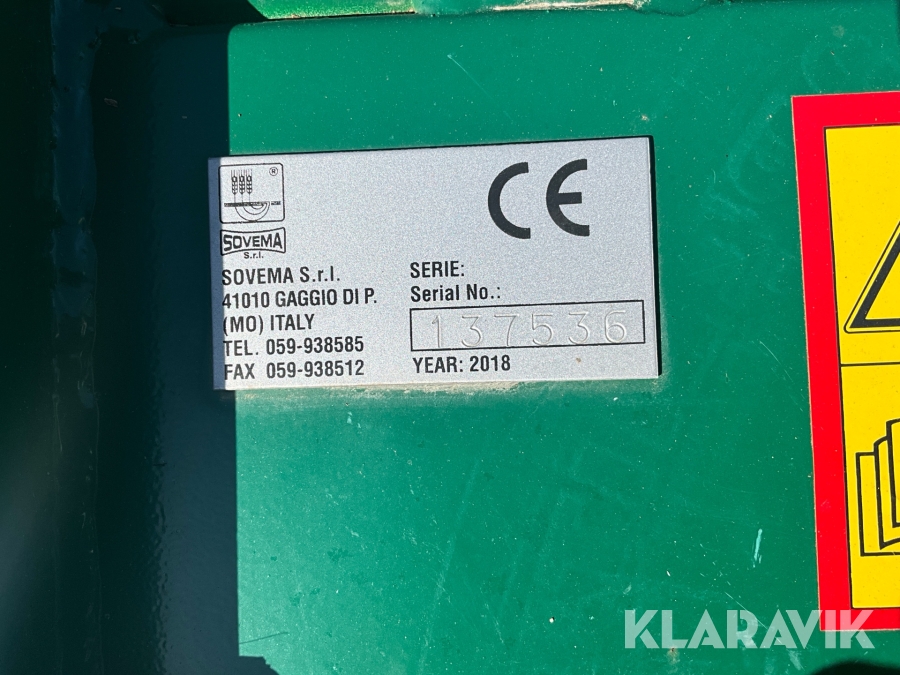 ®
SOVEMA
S.r.l.
SOVEMA S.r.l.
41010 GAGGIO DI P.
(MO) ITALY
TEL. 059-938585
FAX 059-938512
CE
SERIE:
Serial No.:
137536
YEAR: 2018
KLARAVIK